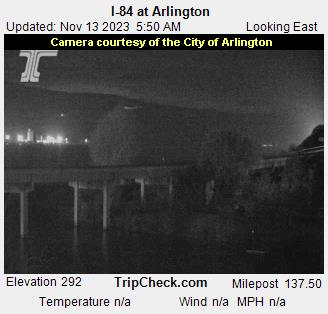 I-84 at Arlington
Updated: Nov 13 2023 5:50 AM Looking East
Camera courtesy of the City of Arlington
Elevation 292 TripCheck.com Milepost 137.50
Temperature n/a Wind n/a MPH n/a